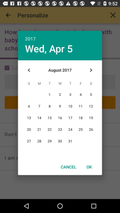 9:52
Personalize
2017
Wed, Apr 5
August 2017
S M T W T F S
1 2 3 4 5
6 7 8 9 10 11 12
13 14 15 16 17 18 19
20 21 22 23 24 25 26
27 28 29 30 31
CANCEL OK